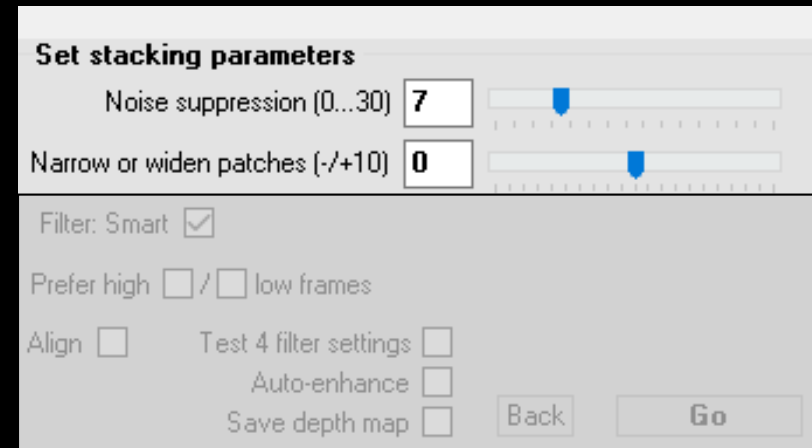 Set stacking parameters
Noise suppression (0...30) 7
Narrow or widen patches (-/+10) 0
Filter: Smart
Prefer high / low frames
Align Test 4 filter settings
Auto-enhance
Save depth map Back Go